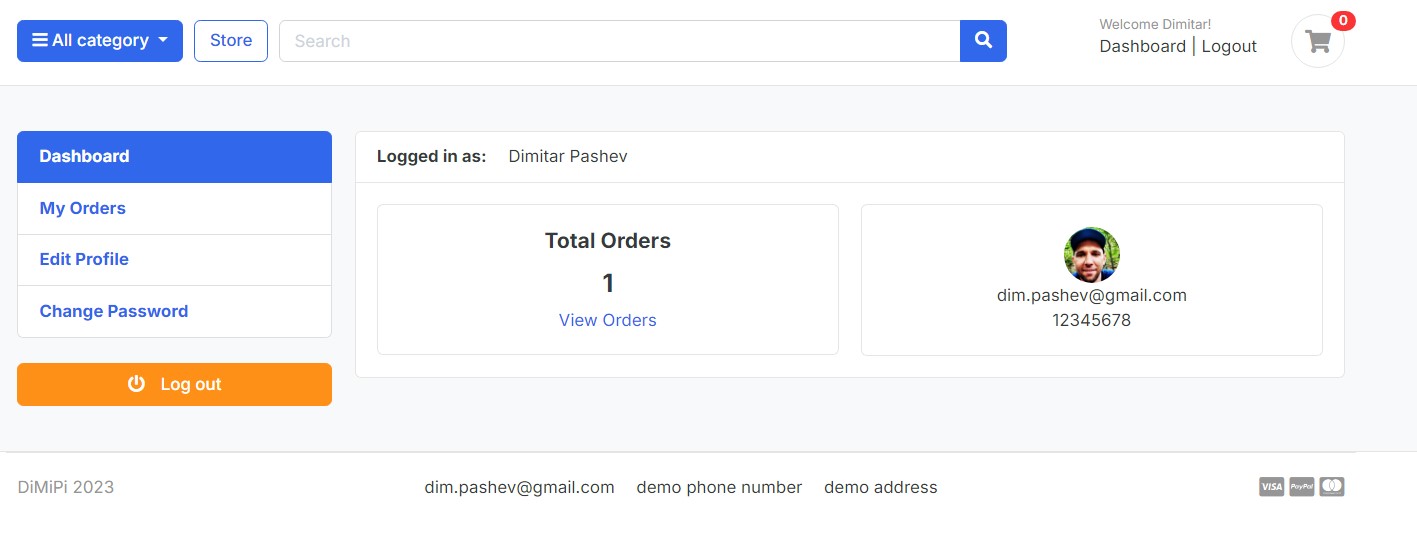 All category
Store
Search
Welcome Dimitar!
Dashboard | Logout
0
Dashboard
My Orders
Edit Profile
Change Password
Log out
Logged in as: Dimitar Pashev
Total Orders
1
View Orders
dim.pashev@gmail.com
12345678
DiMiPi 2023
dim.pashev@gmail.com demo phone number demo address
VISA PayPal